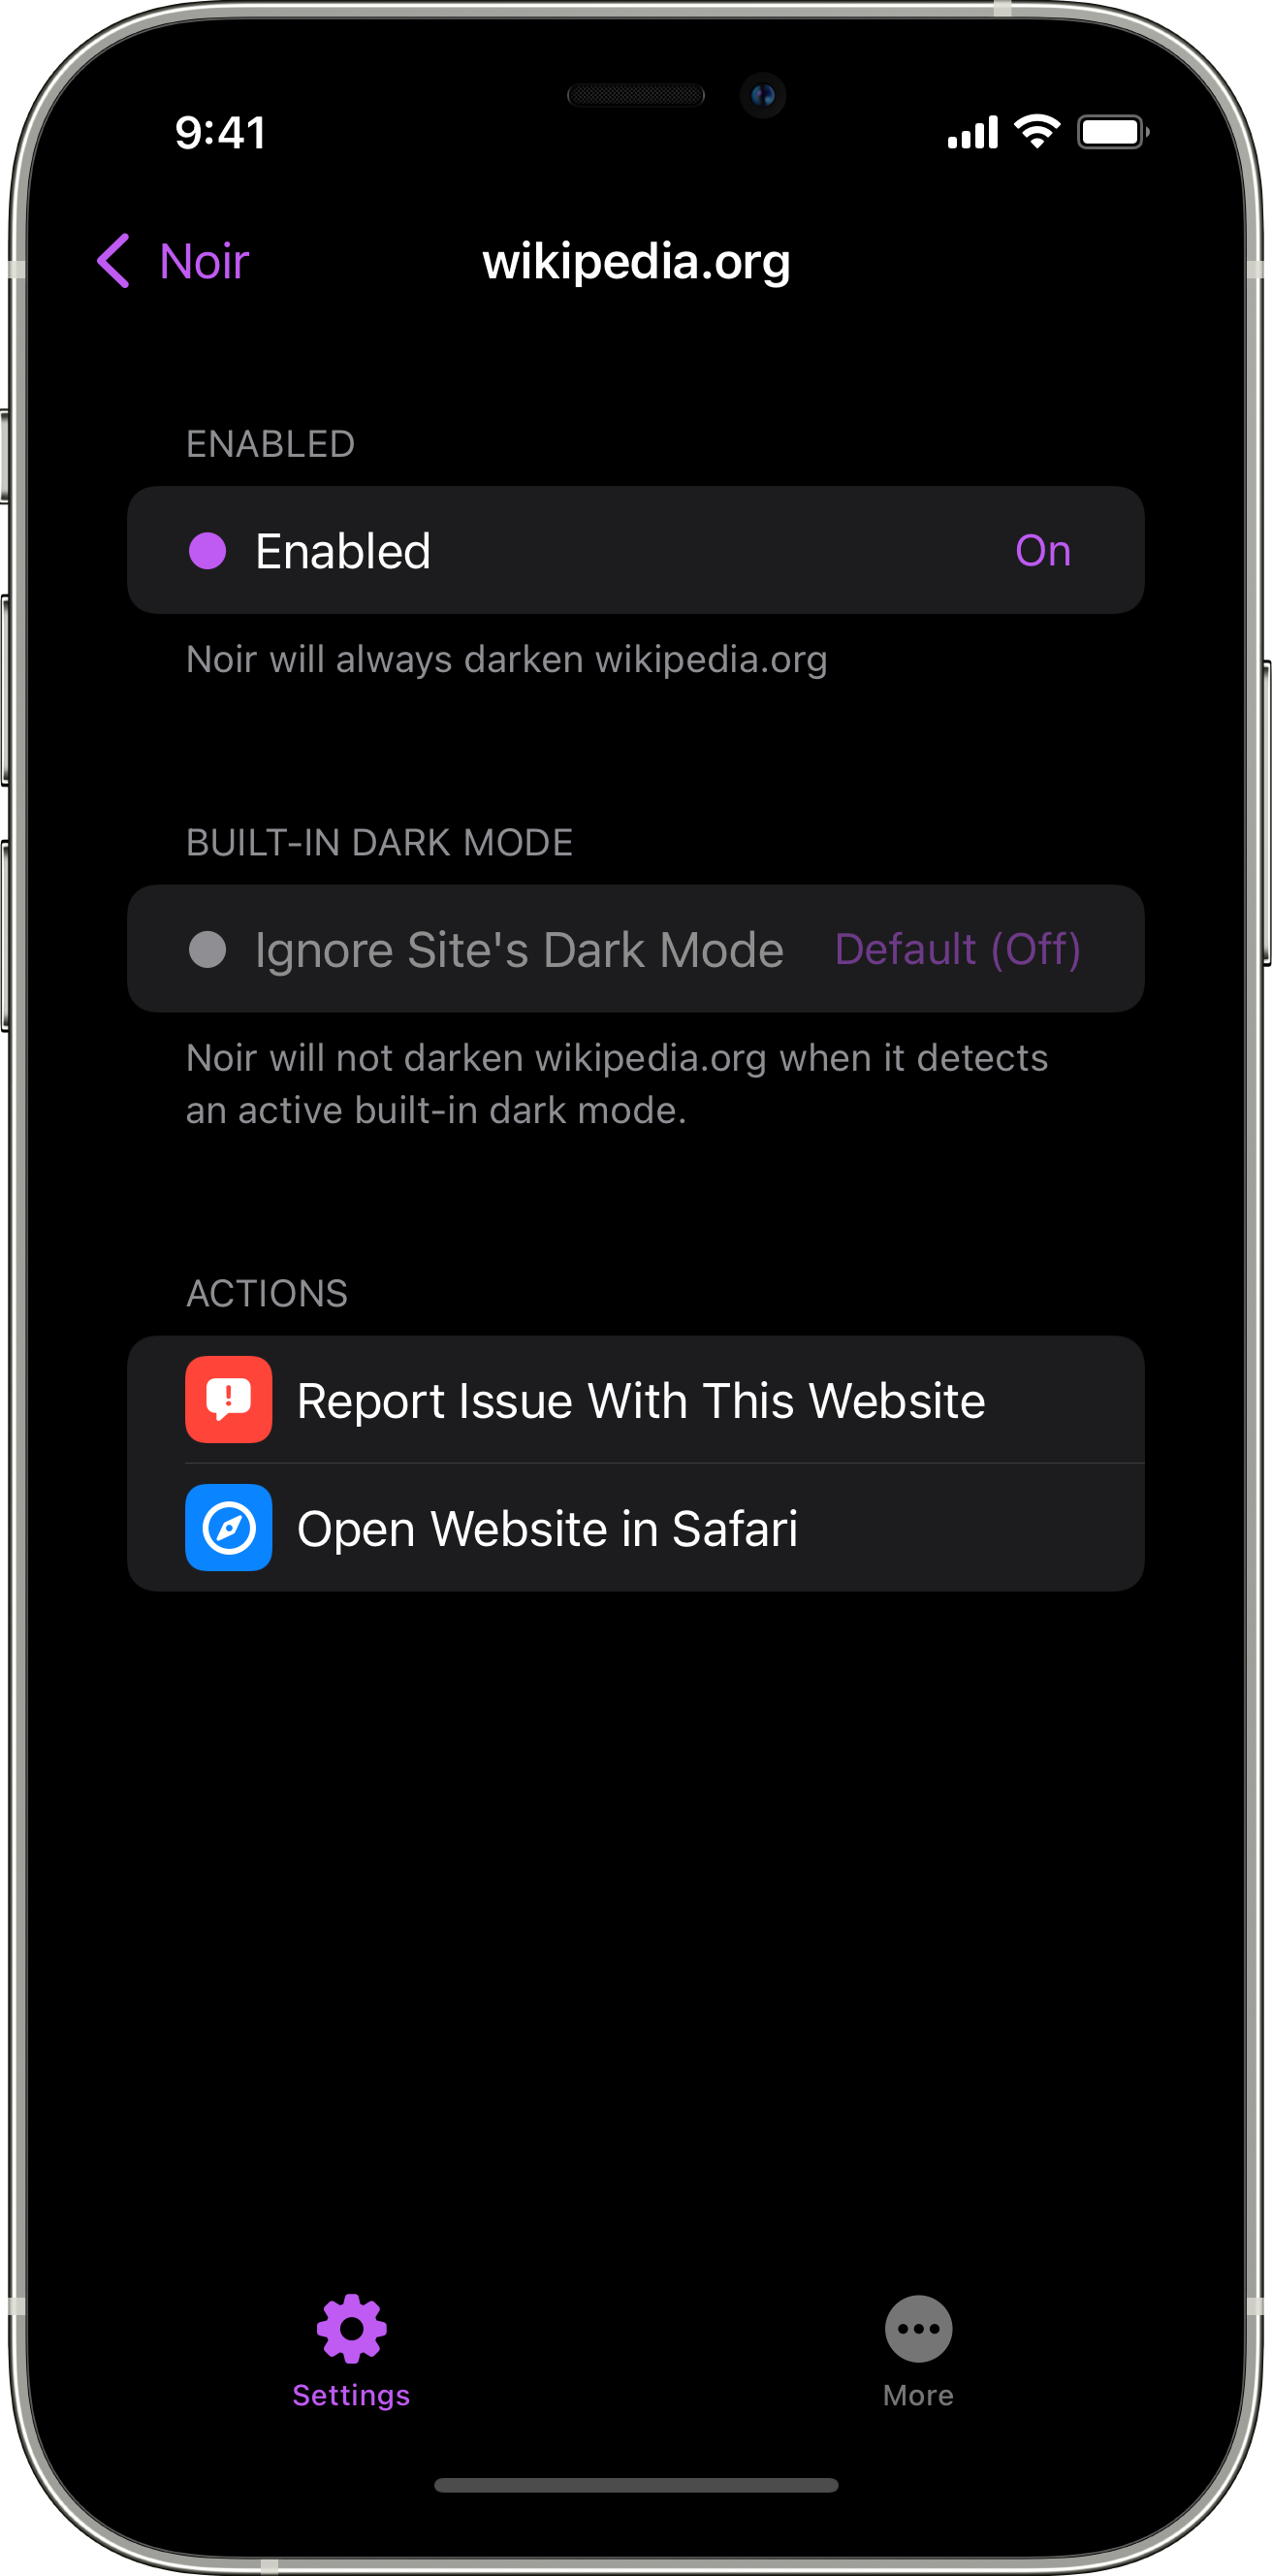 9:41
Noir
wikipedia.org
ENABLED
Enabled
On
Noir will always darken wikipedia.org
BUILT-IN DARK MODE
Ignore Site's Dark Mode
Default (Off)
Noir will not darken wikipedia.org when it detects
an active built-in dark mode.
ACTIONS
Report Issue With This Website
Open Website in Safari
Settings
More